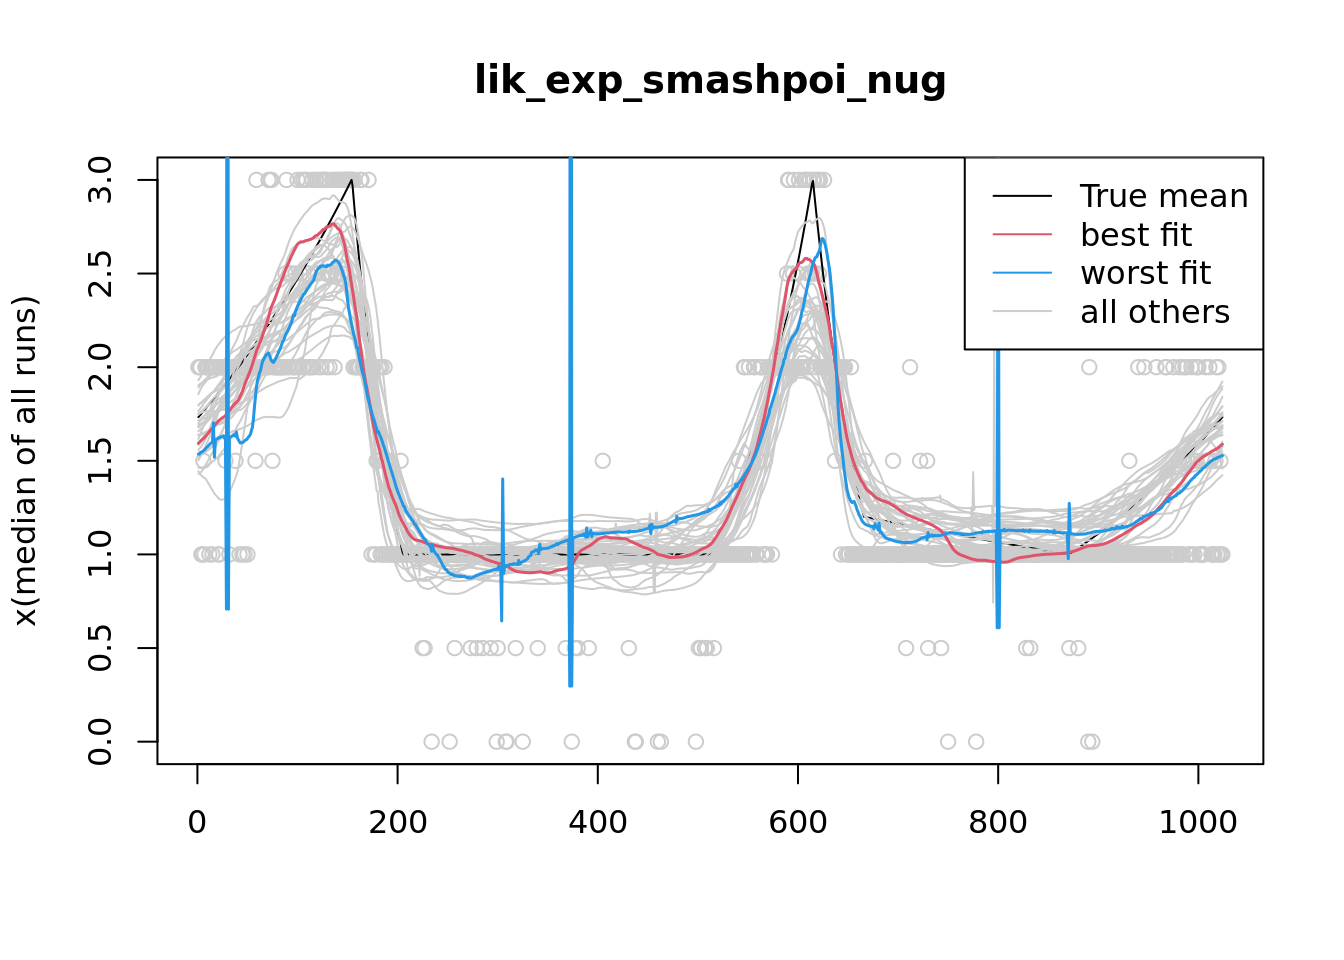 lik_exp_smashpoi_nug
x(median of all runs)
3.0
2.5
2.0
1.5
1.0
0.5
0.0
True mean
best fit
worst fit
all others
0 200 400 600 800 1000